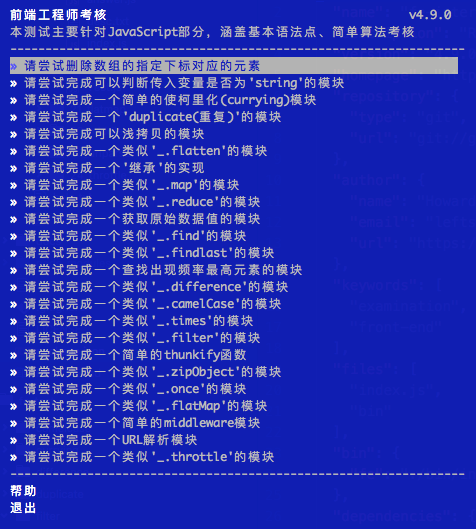 前端工程师考核 v4.9.0
本测试主要针对JavaScript部分，涵盖基本语法点、简单算法考核
» 请尝试删除数组的指定下标对应的元素
» 请尝试完成可以判断传入变量是否为'string'的模块
» 请尝试完成一个简单的使柯里化(currying)模块
» 请尝试完成一个'duplicate(重复)'的模块
» 请尝试完成可以浅拷贝的模块
» 请尝试完成一个类似'_.flatten'的模块
» 请尝试完成一个'继承'的实现
» 请尝试完成一个类似'_.map'的模块
» 请尝试完成一个类似'_.reduce'的模块
» 请尝试完成一个获取原始数据值的模块
» 请尝试完成一个类似'_.find'的模块
» 请尝试完成一个类似'_.findlast'的模块
» 请尝试完成一个查找出现频率最高元素的模块
» 请尝试完成一个类似'_.difference'的模块
» 请尝试完成一个类似'_.camelCase'的模块
» 请尝试完成一个类似'_.times'的模块
» 请尝试完成一个类似'_.filter'的模块
» 请尝试完成一个简单的thunkify函数
» 请尝试完成一个类似'_.zipObject'的模块
» 请尝试完成一个类似'_.once'的模块
» 请尝试完成一个类似'_.flatMap'的模块
» 请尝试完成一个简单的middleware模块
» 请尝试完成一个URL解析模块
» 请尝试完成一个类似'_.throttle'的模块
帮助
退出